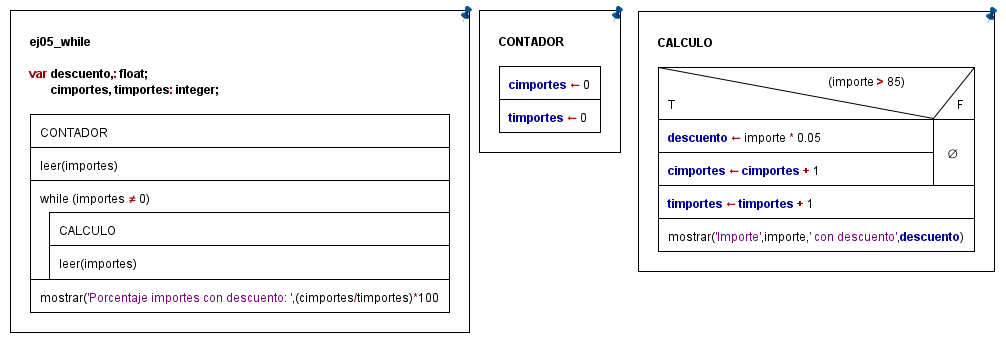 ej05_while
var descuento,: float;
cimportes, timportes: integer;
CONTADOR
leer(importes)
while (importes ≠ 0)
CALCULO
leer(importes)
mostrar('Porcentaje importes con descuento: ',(cimportes/timportes)*100
CONTADOR
cimportes ← 0
timportes ← 0
CALCULO
(importe > 85)
T F
descuento ← importe * 0.05
∅
cimportes ← cimportes + 1
timportes ← timportes + 1
mostrar('Importe',importe,' con descuento',descuento)